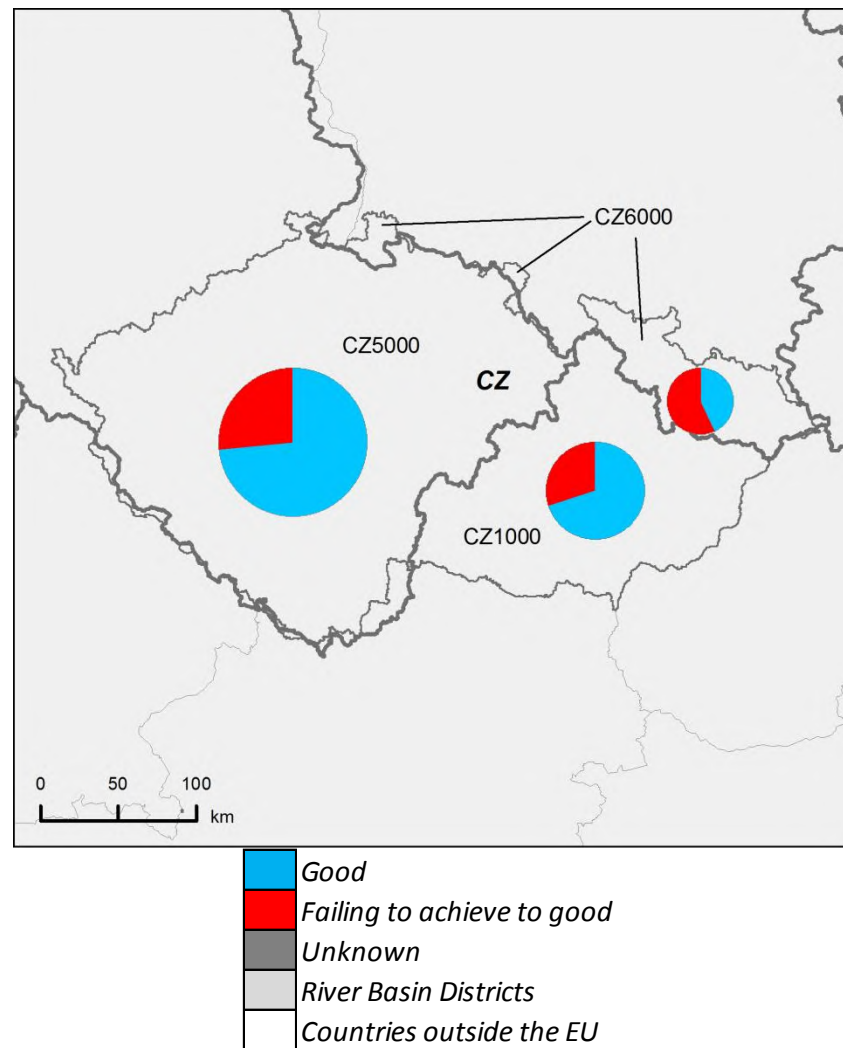 CZ6000
CZ5000
CZ
CZ1000
0 50 100
km
Good
Failing to achieve to good
Unknown
River Basin Districts
Countries outside the EU